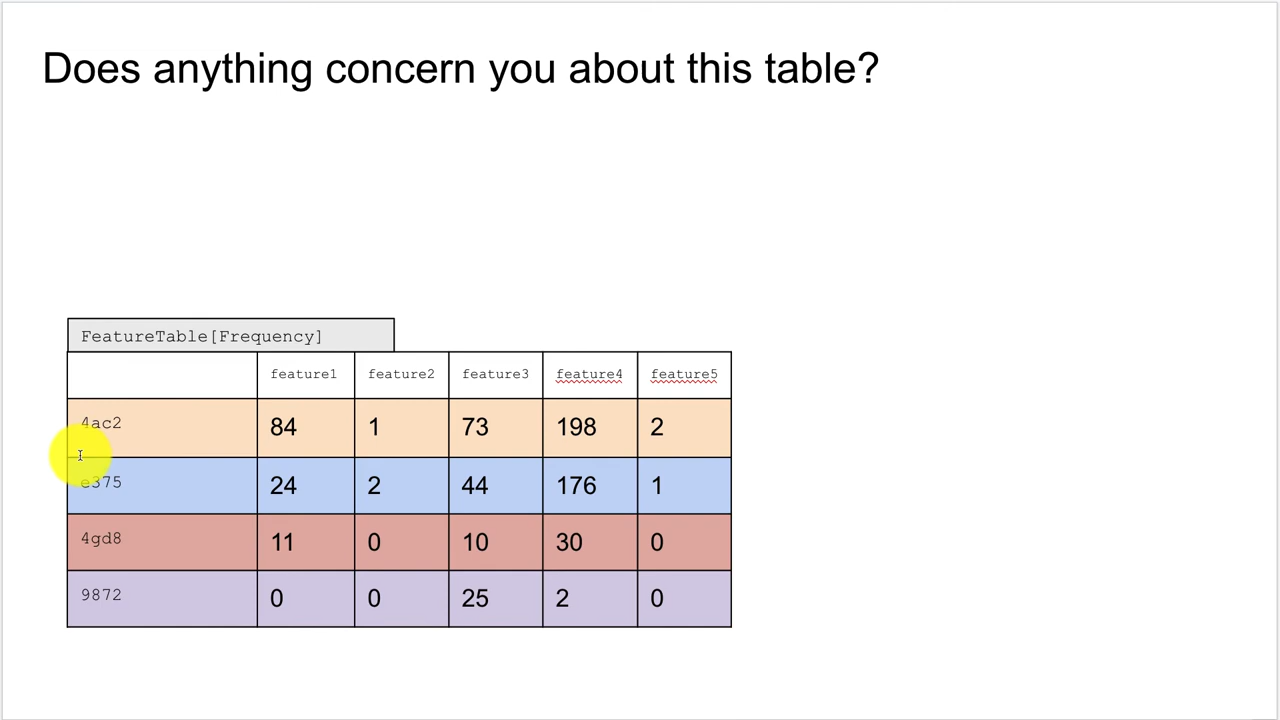 Does anything concern you about this table?
FeatureTable[Frequency]
feature1 feature2 feature3 feature4 feature5
4ac2 84 1 73 198 2
e375 24 2 44 176 1
4gd8 11 0 10 30 0
9872 0 0 25 2 0